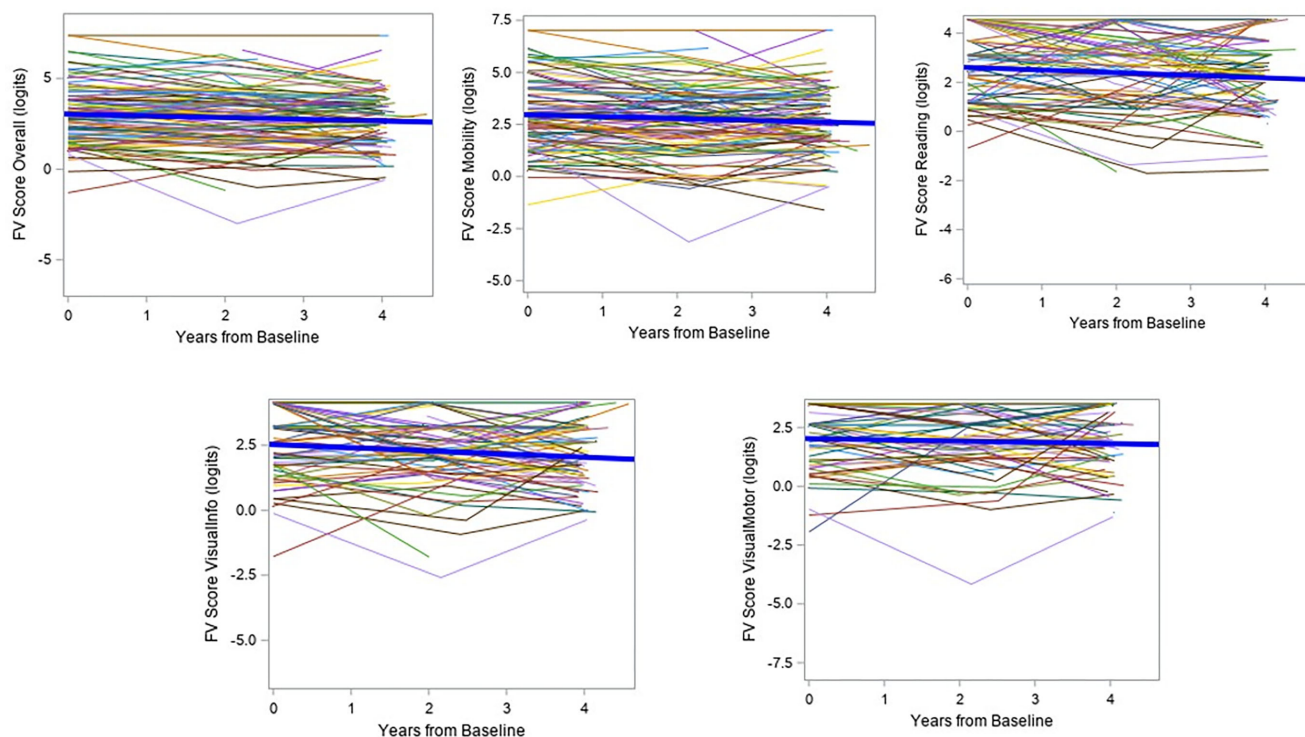 FV Score Overall (logits)
5
0
-5
0 1 2 3 4
Years from Baseline
FV Score Mobility (logits)
7.5
5.0
2.5
0.0
-2.5
-5.0
0 1 2 3 4
Years from Baseline
FV Score Reading (logits)
4
2
0
-2
-4
-6
0 1 2 3 4
Years from Baseline
FV Score VisualInfo (logits)
2.5
0.0
-2.5
-5.0
0 1 2 3 4
Years from Baseline
FV Score VisualMotor (logits)
2.5
0.0
-2.5
-5.0
-7.5
0 1 2 3 4
Years from Baseline